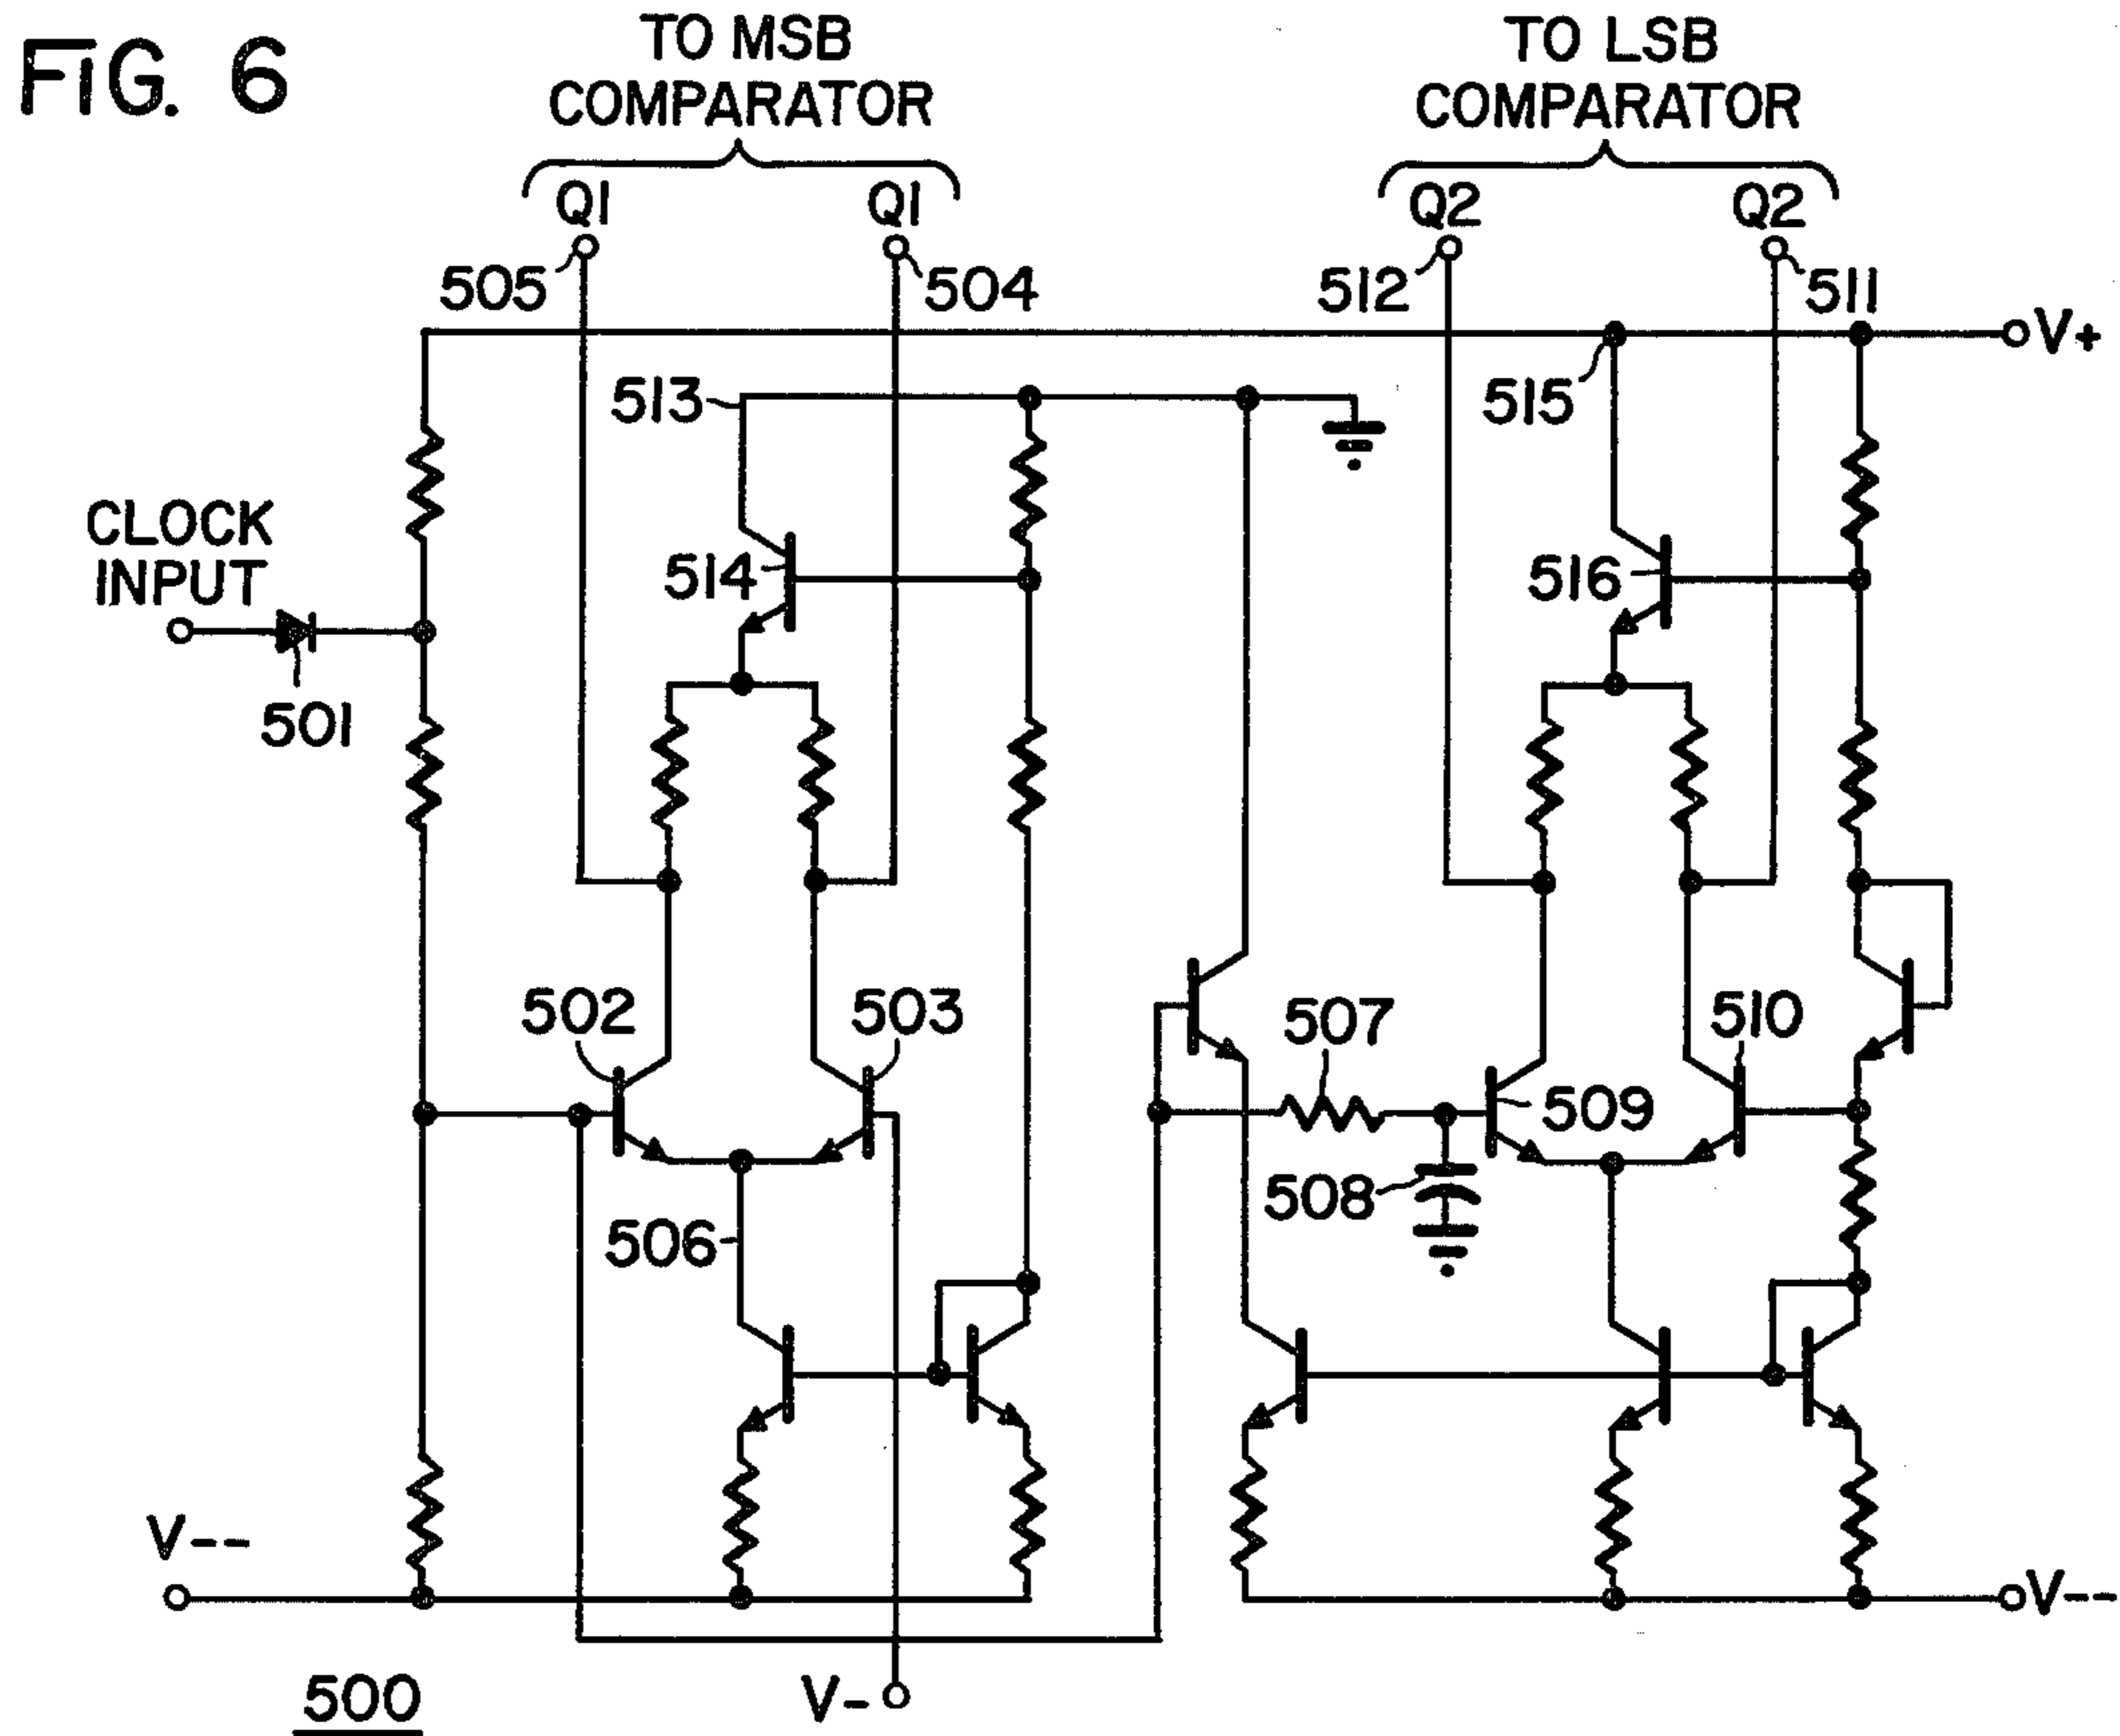 FIG. 6
TO MSB
COMPARATOR
TO LSB
COMPARATOR
Q1
Q1
Q2
Q2
505
504
512
511
V+
513
515
CLOCK
INPUT
514
516
501
502
503
507
510
509
508
506
V--
V--
V-
500